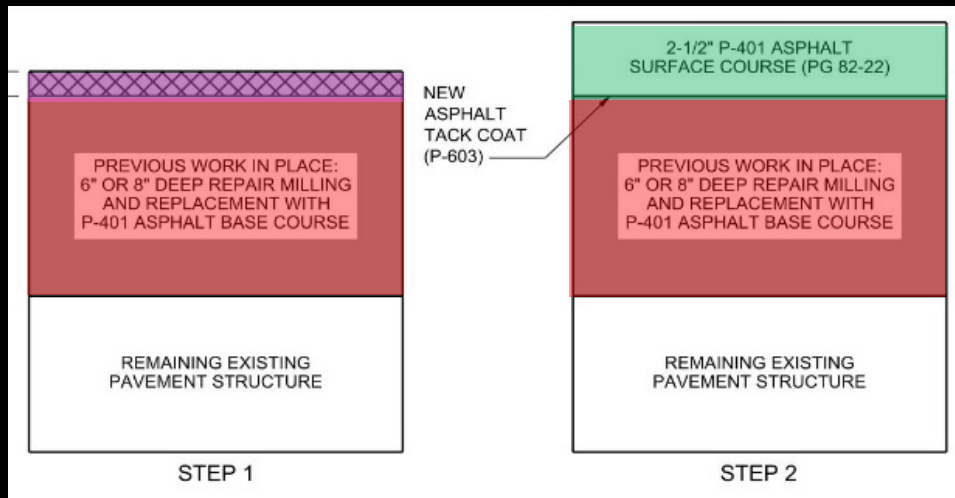 PREVIOUS WORK IN PLACE:
6" OR 8" DEEP REPAIR MILLING
AND REPLACEMENT WITH
P-401 ASPHALT BASE COURSE
REMAINING EXISTING
PAVEMENT STRUCTURE
STEP 1
NEW
ASPHALT
TACK COAT
(P-603)
2-1/2" P-401 ASPHALT
SURFACE COURSE (PG 82-22)
PREVIOUS WORK IN PLACE:
6" OR 8" DEEP REPAIR MILLING
AND REPLACEMENT WITH
P-401 ASPHALT BASE COURSE
REMAINING EXISTING
PAVEMENT STRUCTURE
STEP 2